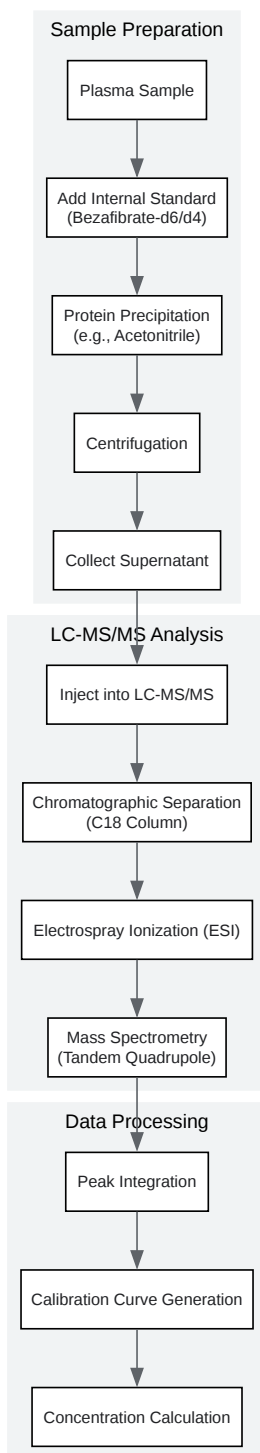 Sample Preparation
Plasma Sample
Add Internal Standard
(Bezafibrate-d6/d4)
Protein Precipitation
(e.g., Acetonitrile)
Centrifugation
Collect Supernatant
LC-MS/MS Analysis
Inject into LC-MS/MS
Chromatographic Separation
(C18 Column)
Electrospray Ionization (ESI)
Mass Spectrometry
(Tandem Quadrupole)
Data Processing
Peak Integration
Calibration Curve Generation
Concentration Calculation